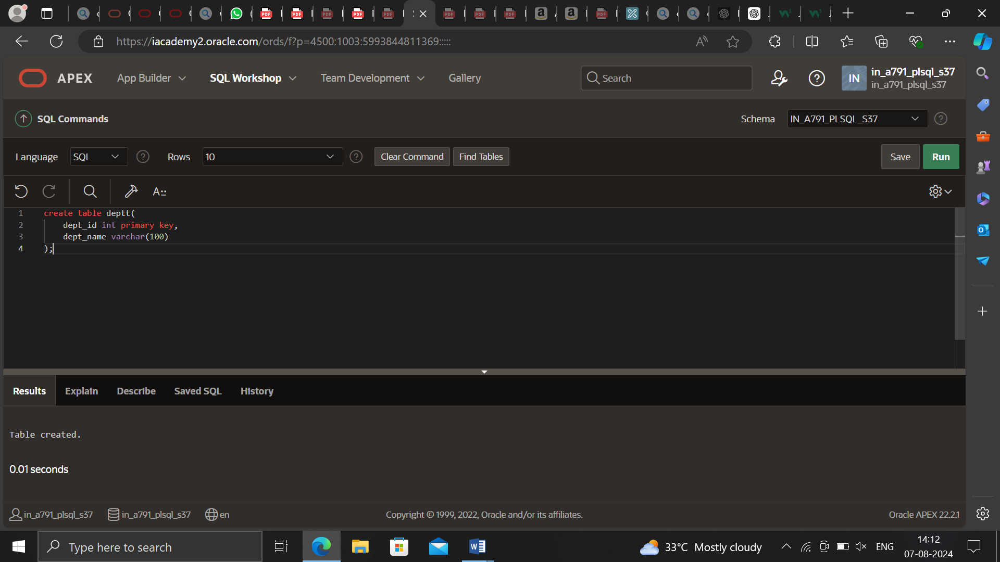 https://iacademy2.oracle.com/ords/f?p=4500:1003:5993844811369:::::
APEX App Builder SQL Workshop Team Development Gallery Search IN in_a791_plsql_s37
in_a791_plsql_s37
SQL Commands Schema IN_A791_PLSQL_S37
Language SQL Rows 10 Clear Command Find Tables Save Run
1 create table deptt(
2 dept_id int primary key,
3 dept_name varchar(100)
4 );
Results Explain Describe Saved SQL History
Table created.
0.01 seconds
in_a791_plsql_s37 in_a791_plsql_s37 en Copyright © 1999, 2022, Oracle and/or its affiliates. Oracle APEX 22.2.1
Type here to search 33°C Mostly cloudy ENG 14:12
07-08-2024